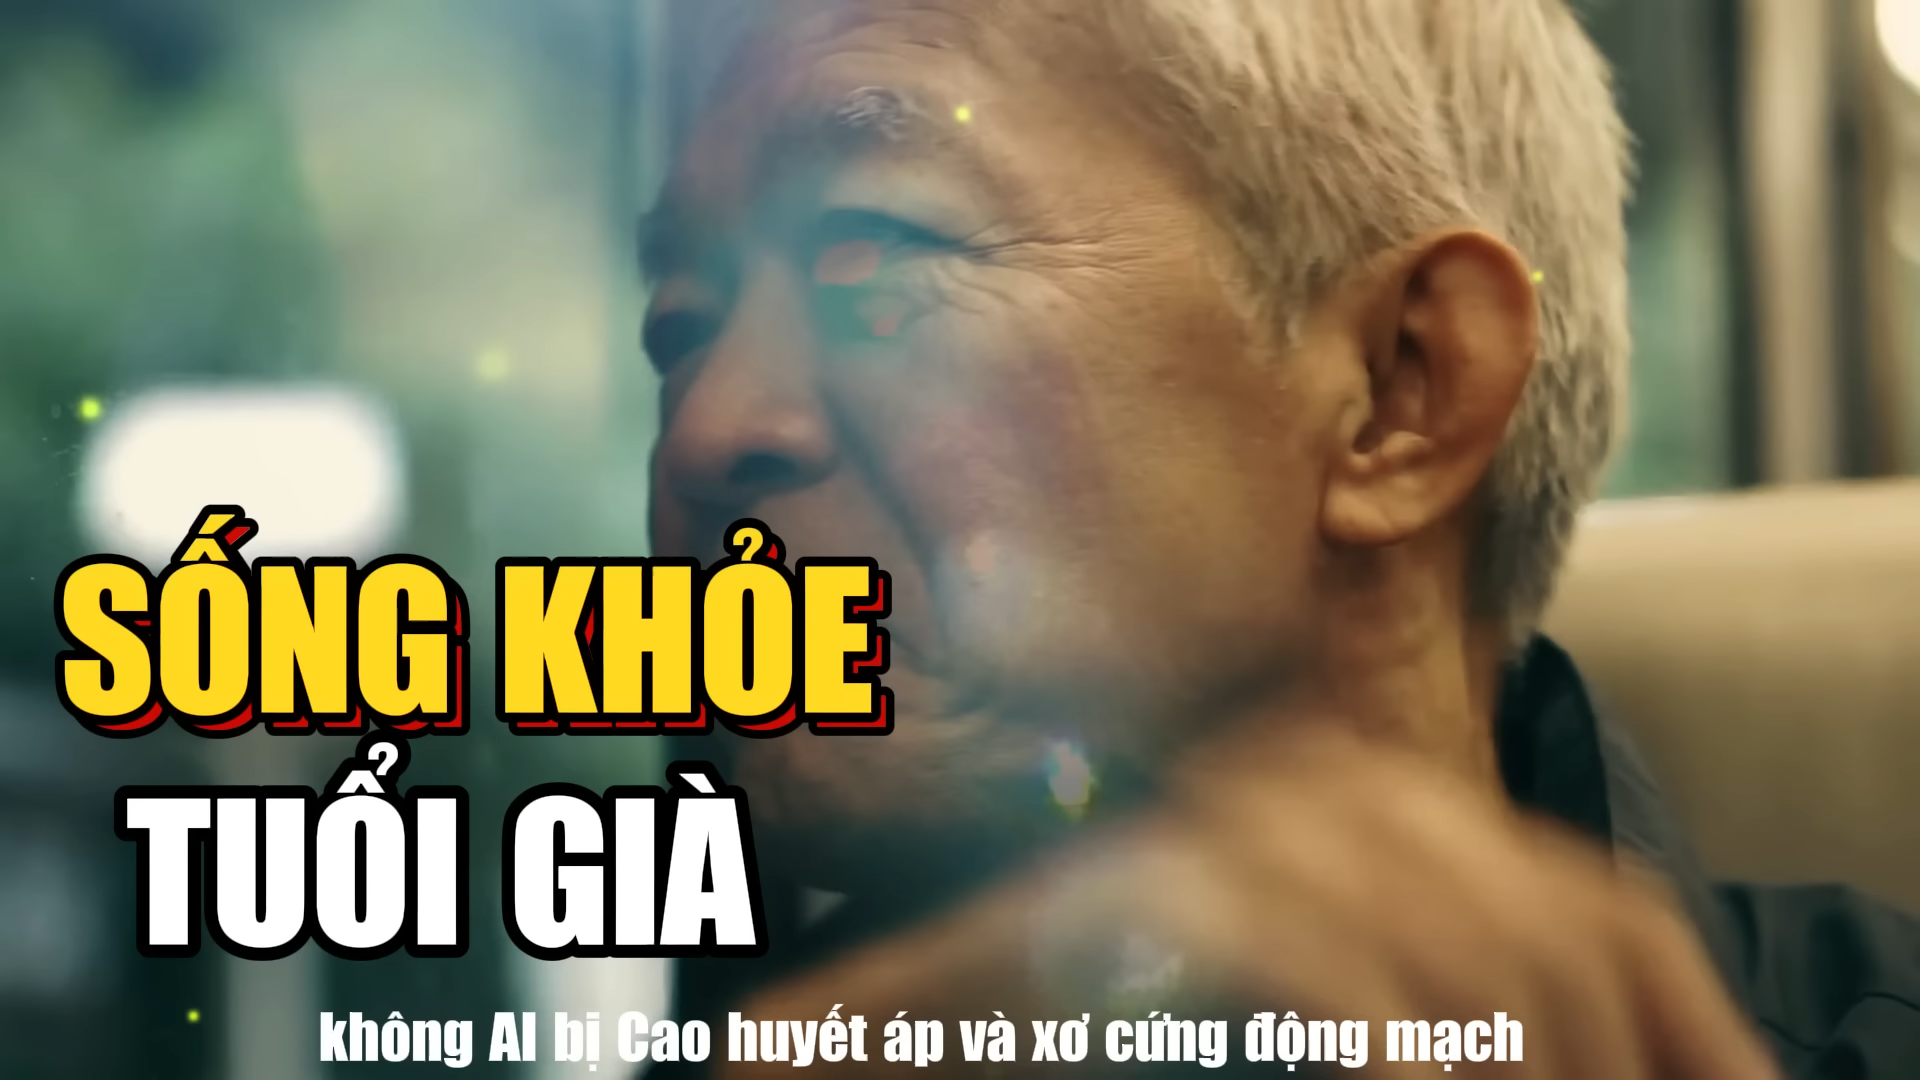 SỐNG KHỎE
TUỔI GIÀ
không AI bị Cao huyết áp và xơ cứng động mạch